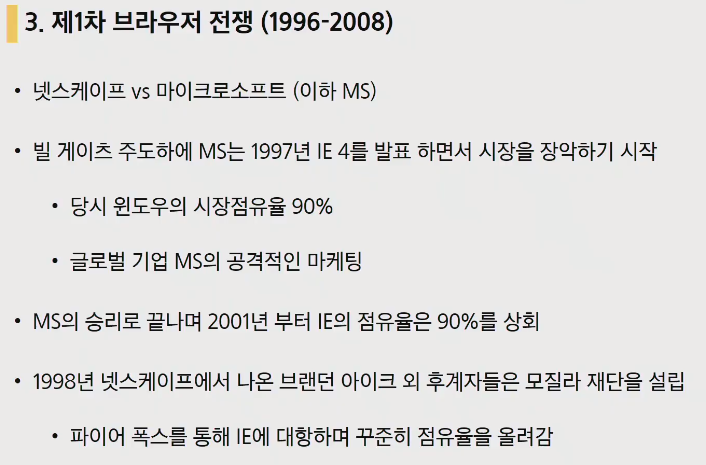 3. 제1차 브라우저 전쟁 (1996-2008)
• 넷스케이프 vs 마이크로소프트 (이하 MS)
• 빌 게이츠 주도하에 MS는 1997년 IE 4를 발표 하면서 시장을 장악하기 시작
• 당시 윈도우의 시장점유율 90%
• 글로벌 기업 MS의 공격적인 마케팅
• MS의 승리로 끝나며 2001년 부터 IE의 점유율은 90%를 상회
• 1998년 넷스케이프에서 나온 브랜던 아이크 외 후계자들은 모질라 재단을 설립
• 파이어 폭스를 통해 IE에 대항하며 꾸준히 점유율을 올려감